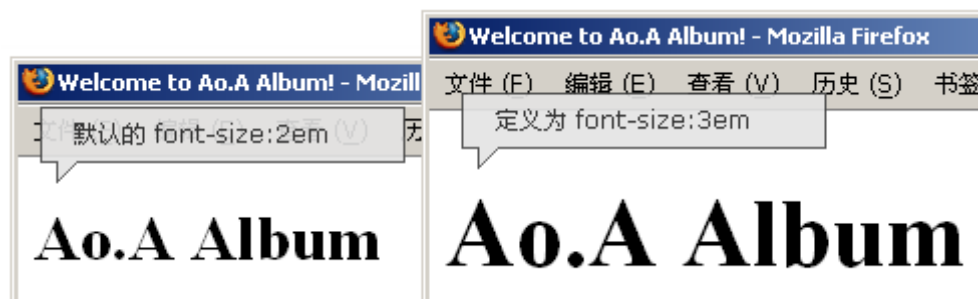 Welcome to Ao.A Album! - Mozill
默认的 font-size:2em
Ao.A Album
Welcome to Ao.A Album! - Mozilla Firefox
文件 (F) 编辑 (E) 查看 (V) 历史 (S) 书签
定义为 font-size:3em
Ao.A Album